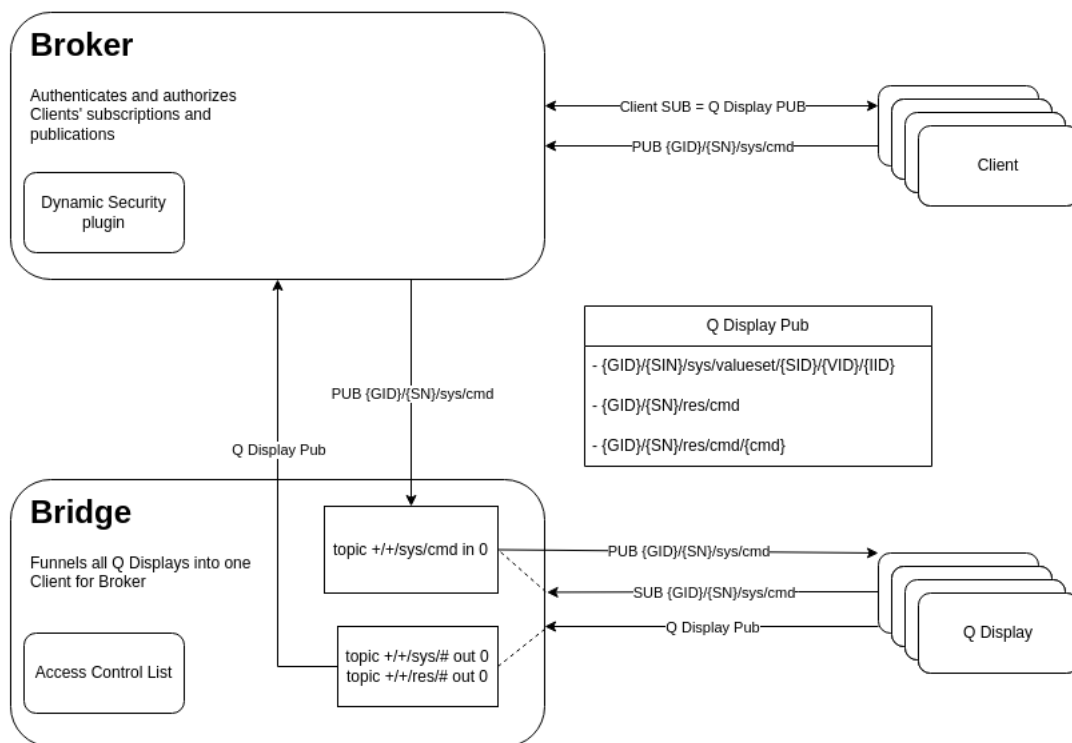 Broker
Authenticates and authorizes
Clients' subscriptions and
publications
Dynamic Security
plugin
Client SUB = Q Display PUB
PUB {GID}/{SN}/sys/cmd
Client
Q Display Pub
- {GID}/{SIN}/sys/valueset/{SID}/{VID}/{IID}
- {GID}/{SN}/res/cmd
- {GID}/{SN}/res/cmd/{cmd}
PUB {GID}/{SN}/sys/cmd
Q Display Pub
Bridge
Funnels all Q Displays into one
Client for Broker
Access Control List
topic +/+/sys/cmd in 0
topic +/+/sys/# out 0
topic +/+/res/# out 0
PUB {GID}/{SN}/sys/cmd
SUB {GID}/{SN}/sys/cmd
Q Display Pub
Q Display